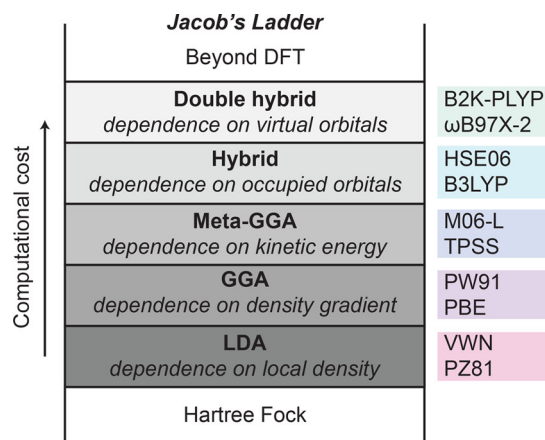 Jacob's Ladder
Beyond DFT
Double hybrid
dependence on virtual orbitals
B2K-PLYP
ωB97X-2
Hybrid
dependence on occupied orbitals
HSE06
B3LYP
Meta-GGA
dependence on kinetic energy
M06-L
TPSS
GGA
dependence on density gradient
PW91
PBE
LDA
dependence on local density
VWN
PZ81
Hartree Fock
Computational cost